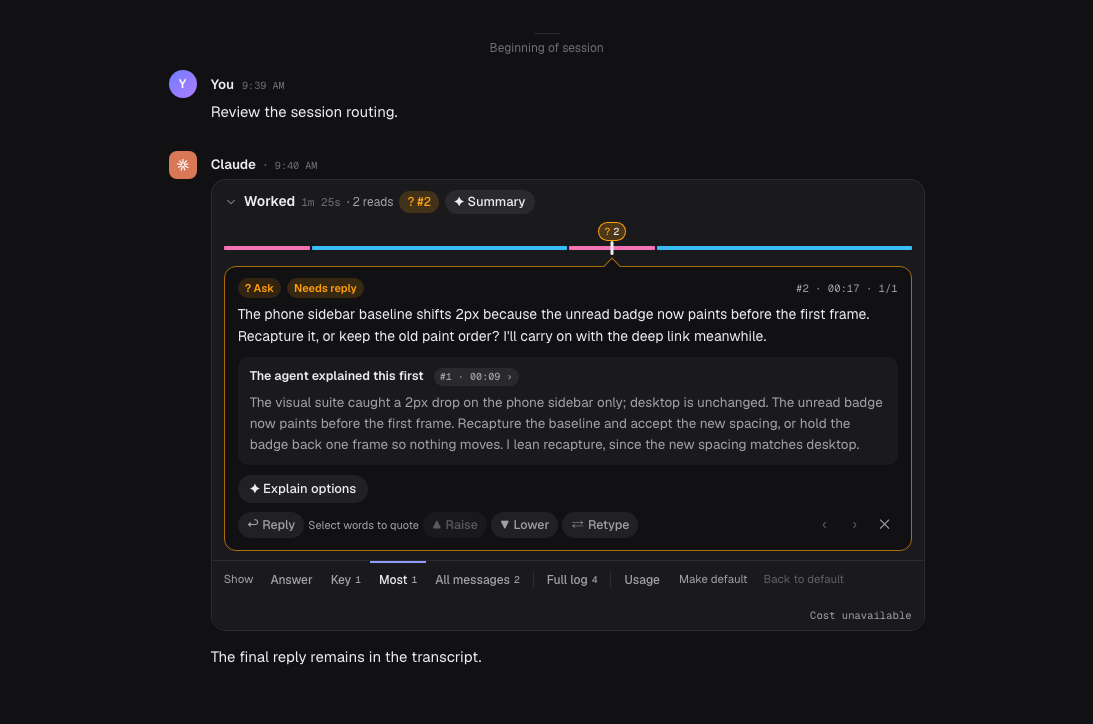 Beginning of session
Y
You 9:39 AM
Review the session routing.
Claude · 9:40 AM
Worked 1m 25s · 2 reads ? #2 ✦ Summary
? 2
? Ask Needs reply #2 · 00:17 · 1/1
The phone sidebar baseline shifts 2px because the unread badge now paints before the first frame.
Recapture it, or keep the old paint order? I'll carry on with the deep link meanwhile.
The agent explained this first #1 · 00:09 ›
The visual suite caught a 2px drop on the phone sidebar only; desktop is unchanged. The unread badge
now paints before the first frame. Recapture the baseline and accept the new spacing, or hold the
badge back one frame so nothing moves. I lean recapture, since the new spacing matches desktop.
✦ Explain options
↩ Reply Select words to quote ▲ Raise ▼ Lower ⇄ Retype ‹ › ✕
Show Answer Key 1 Most 1 All messages 2 Full log 4 Usage Make default Back to default
Cost unavailable
The final reply remains in the transcript.